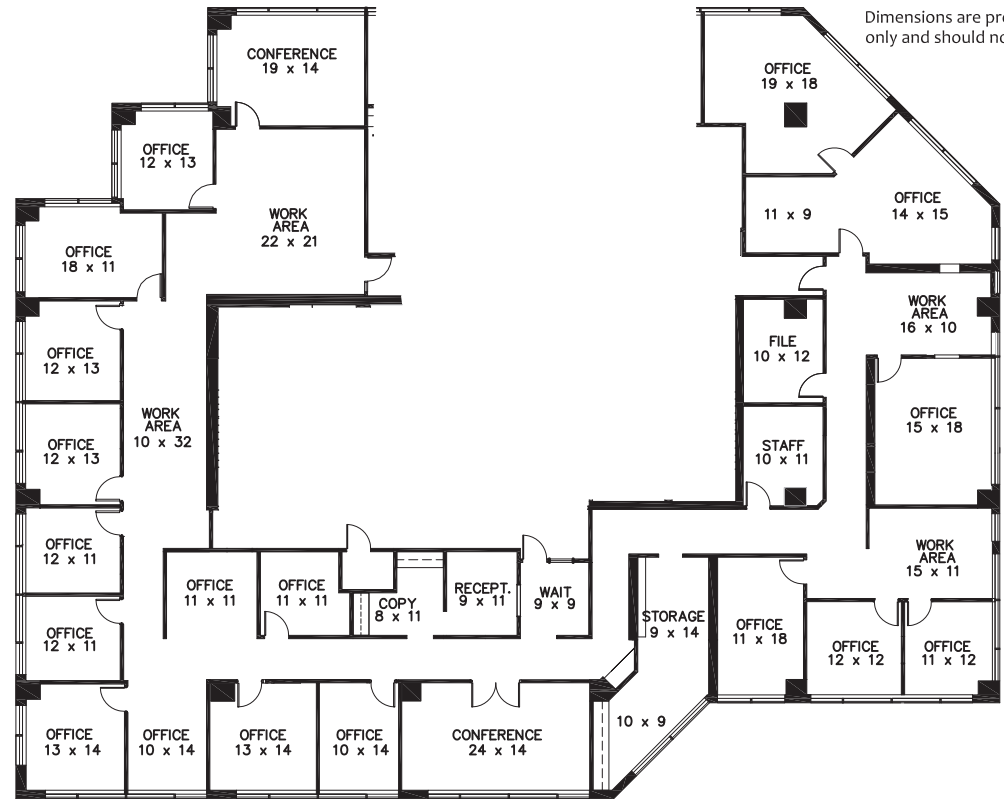 Dimensions are
only and should
CONFERENCE
19 x 14
OFFICE
19 x 18
OFFICE
12 x 13
OFFICE
14 x 15
11 x 9
WORK
AREA
22 x 21
OFFICE
18 x 11
WORK
AREA
16 x 10
FILE
10 x 12
OFFICE
12 x 13
WORK
AREA
10 x 32
OFFICE
15 x 18
OFFICE
12 x 13
STAFF
10 x 11
OFFICE
12 x 11
WORK
AREA
15 x 11
OFFICE
11 x 11
OFFICE
11 x 11
COPY
8 x 11
RECEPT.
9 x 11
WAIT
9 x 9
STORAGE
9 x 14
OFFICE
11 x 18
OFFICE
12 x 11
OFFICE
12 x 12
OFFICE
11 x 12
10 x 9
OFFICE
13 x 14
OFFICE
10 x 14
OFFICE
13 x 14
OFFICE
10 x 14
CONFERENCE
24 x 14